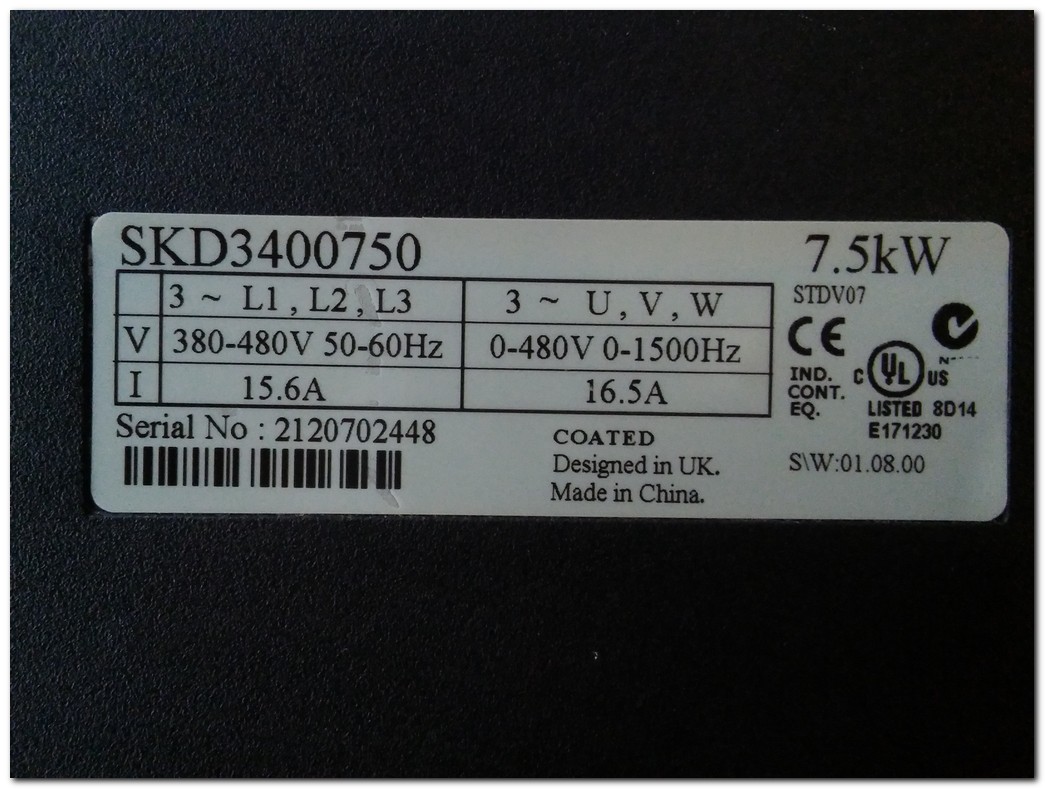 SKD3400750 7.5kW
3 ~ L1 , L2 , L3 3 ~ U , V , W STDV07
V 380-480V 50-60Hz 0-480V 0-1500Hz CE
I 15.6A 16.5A
IND.
CONT.
EQ.
C UL US
LISTED 8D14
E171230
Serial No : 2120702448
COATED
Designed in UK.
Made in China.
S\W:01.08.00